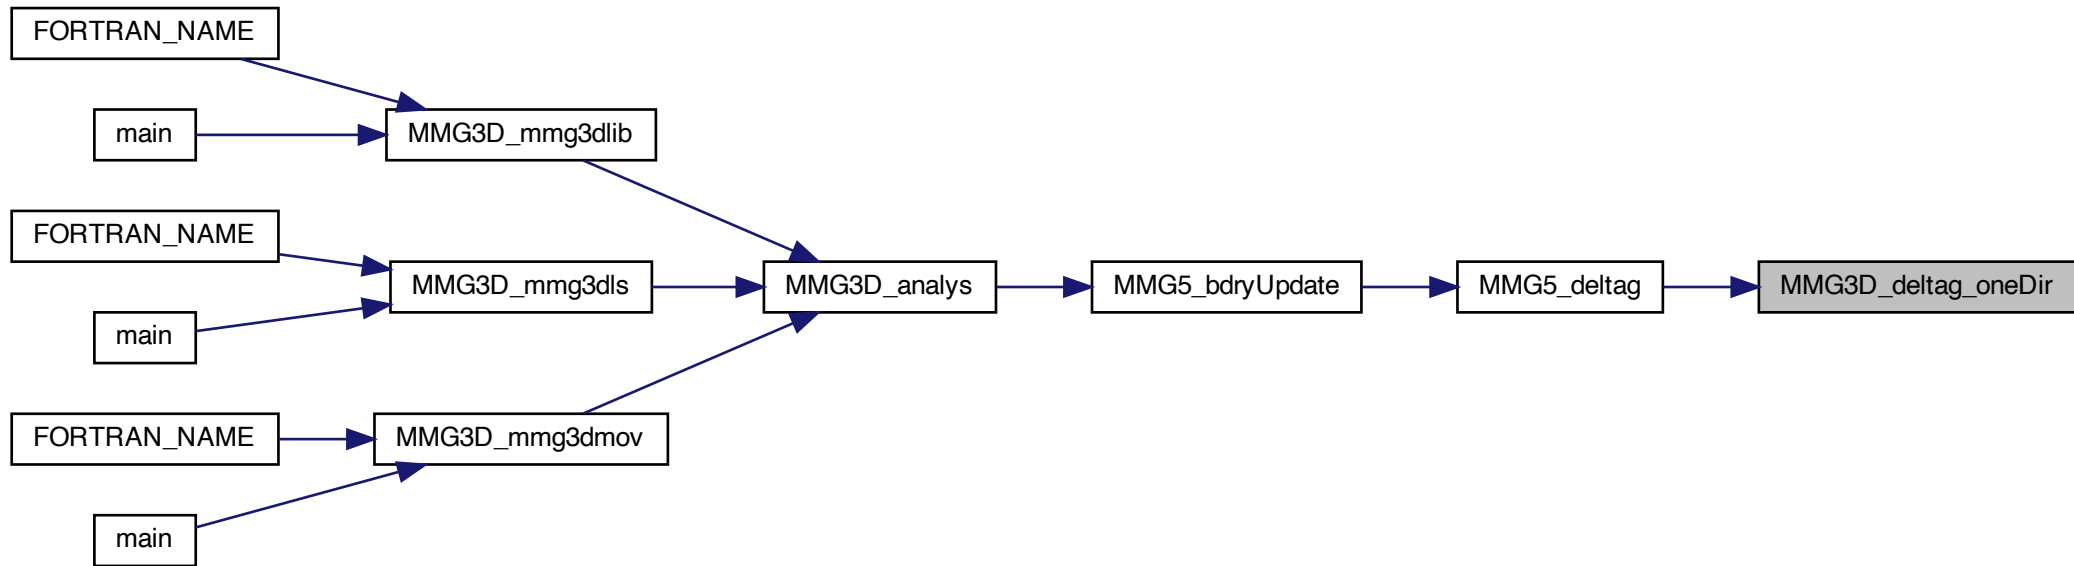 FORTRAN_NAME
main
MMG3D_mmg3dlib
FORTRAN_NAME
MMG3D_mmg3dls
MMG3D_analys
MMG5_bdryUpdate
MMG5_deltag
MMG3D_deltag_oneDir
main
FORTRAN_NAME
MMG3D_mmg3dmov
main